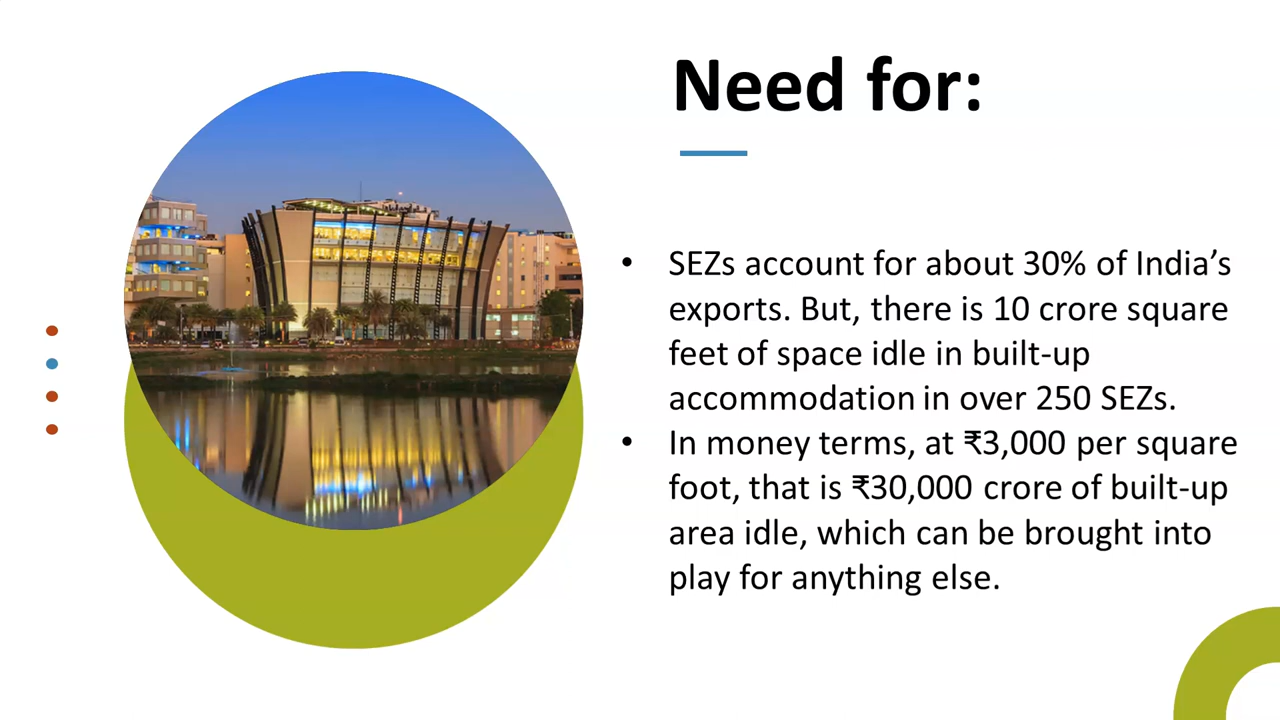 Need for:
• SEZs account for about 30% of India’s
exports. But, there is 10 crore square
feet of space idle in built-up
accommodation in over 250 SEZs.
• In money terms, at ₹3,000 per square
foot, that is ₹30,000 crore of built-up
area idle, which can be brought into
play for anything else.